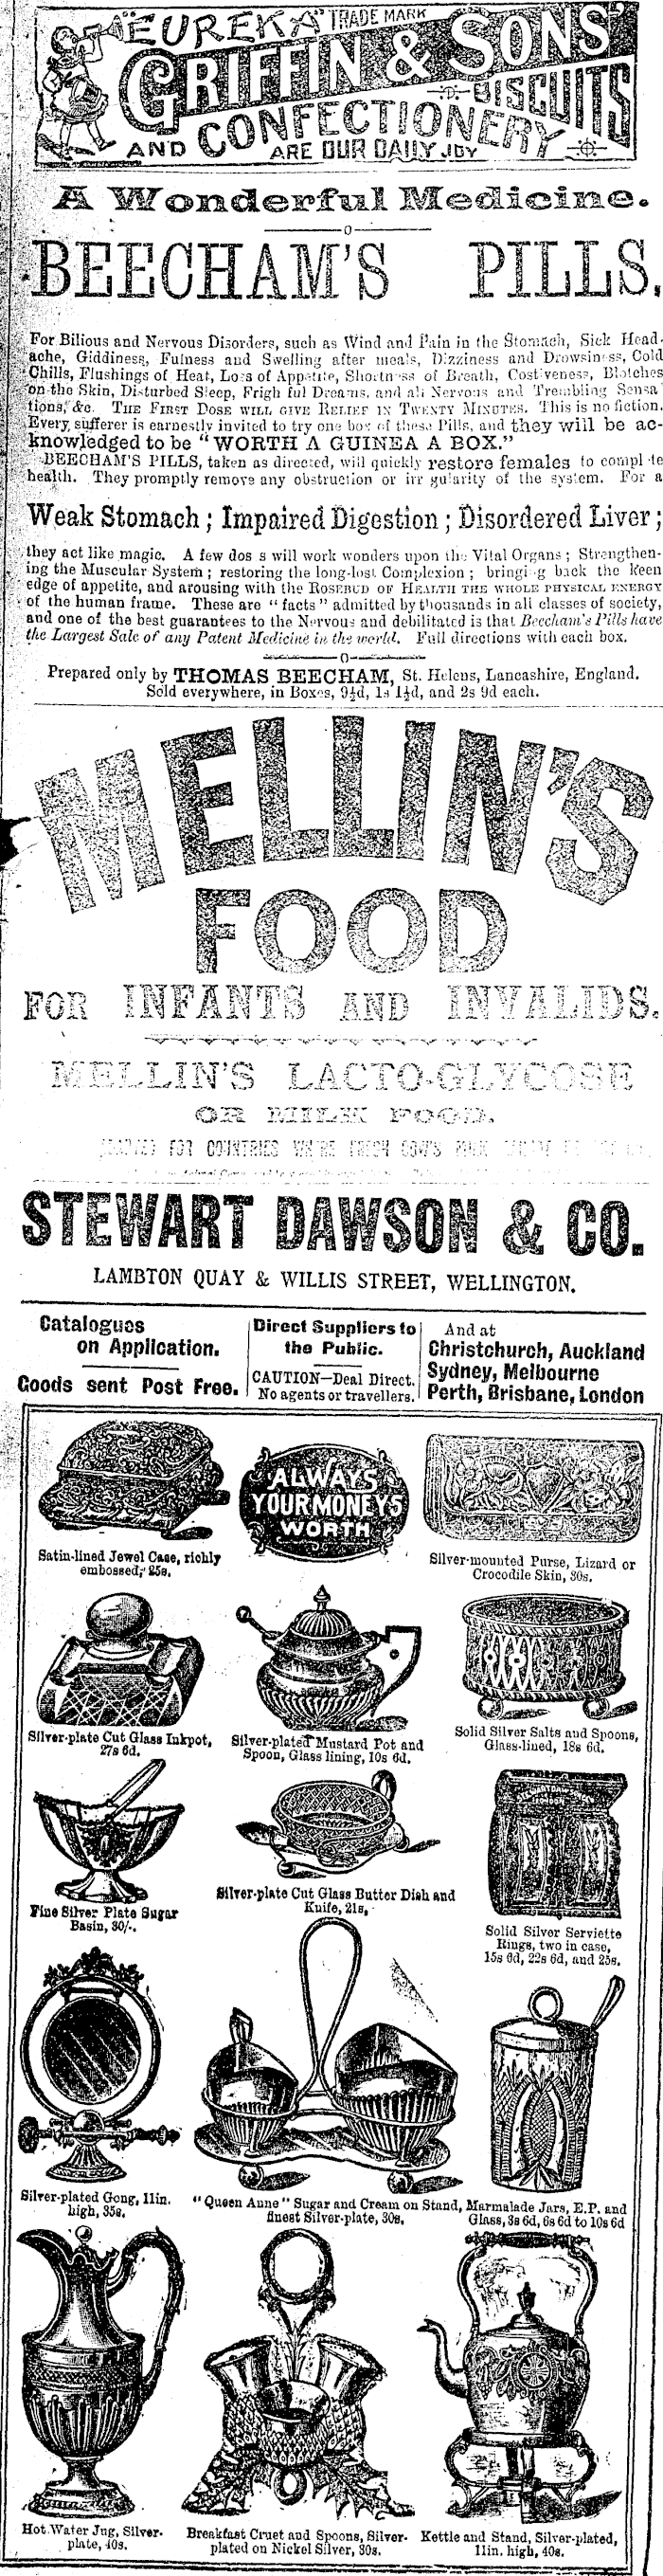 "EUREKA" TRADE MARK
GRIFFIN & SONS'
BISCUITS
AND CONFECTIONERY
ARE OUR DAILY JOY
A Wonderful Medicine.
BEECHAM'S PILLS,
For Bilious and Nervous Disorders, such as Wind and Pain in the Stomach, Sick Head-
ache, Giddiness, Fulness and Swelling after meals, Dizziness and Drowsiness, Cold
Chills, Flushings of Heat, Loss of Appetite, Shortness of Breath, Costiveness, Blotches
on the Skin, Disturbed Sleep, Frigh ful Dreams, and all Nervous and Trembling Sensa
tions, &c. THE FIRST DOSE WILL GIVE RELIEF IN TWENTY MINUTES. This is no fiction.
Every sufferer is earnestly invited to try one box of these Pills, and they will be ac-
knowledged to be "WORTH A GUINEA A BOX."
BEECHAM'S PILLS, taken as directed, will quickly restore females to compl te
health. They promptly remove any obstruction or irr gularity of the system. For a
Weak Stomach; Impaired Digestion; Disordered Liver;
they act like magic. A few dos s will work wonders upon the Vital Organs; Strengthen-
ing the Muscular System; restoring the long-lost Complexion; bringi g back the keen
edge of appetite, and arousing with the ROSEBUD OF HEALTH THE WHOLE PHYSICAL ENERGY
of the human frame. These are "facts" admitted by thousands in all classes of society,
and one of the best guarantees to the Nervous and debilitated is that Beecham's Pills have
the Largest Sale of any Patent Medicine in the world. Full directions with each box.
Prepared only by THOMAS BEECHAM, St. Helens, Lancashire, England.
Sold everywhere, in Boxes, 9½d, 1s 1½d, and 2s 9d each.
MELLIN'S
FOOD
FOR INFANTS AND INVALIDS.
MELLIN'S LACTO-GLYCOSE
OR MILK FOOD.
FOR COUNTRIES WHERE FRESH COW'S MILK
STEWART DAWSON & CO.
LAMBTON QUAY & WILLIS STREET, WELLINGTON.
Catalogues
on Application.
Goods sent Post Free.
Direct Suppliers to
the Public.
CAUTION—Deal Direct.
No agents or travellers.
And at
Christchurch, Auckland
Sydney, Melbourne
Perth, Brisbane, London
ALWAYS
YOUR MONEYS
WORTH
Satin-lined Jewel Case, richly
embossed, 25s.
Silver-mounted Purse, Lizard or
Crocodile Skin, 30s.
Silver-plate Cut Glass Inkpot,
27s 6d.
Silver-plated Mustard Pot and
Spoon, Glass lining, 10s 6d.
Solid Silver Salts and Spoons,
Glass-lined, 18s 6d.
Fine Silver Plate Sugar
Basin, 30/-.
Silver-plate Cut Glass Butter Dish and
Knife, 21s.
Solid Silver Serviette
Rings, two in case,
15s 6d, 22s 6d, and 25s.
Silver-plated Gong, 11in.
high, 35s.
"Queen Anne" Sugar and Cream on Stand,
finest Silver-plate, 30s.
Marmalade Jars, E.P. and
Glass, 3s 6d, 6s 6d to 10s 6d
Hot Water Jug, Silver-
plate, 40s.
Breakfast Cruet and Spoons, Silver-
plated on Nickel Silver, 30s.
Kettle and Stand, Silver-plated,
11in. high, 40s.